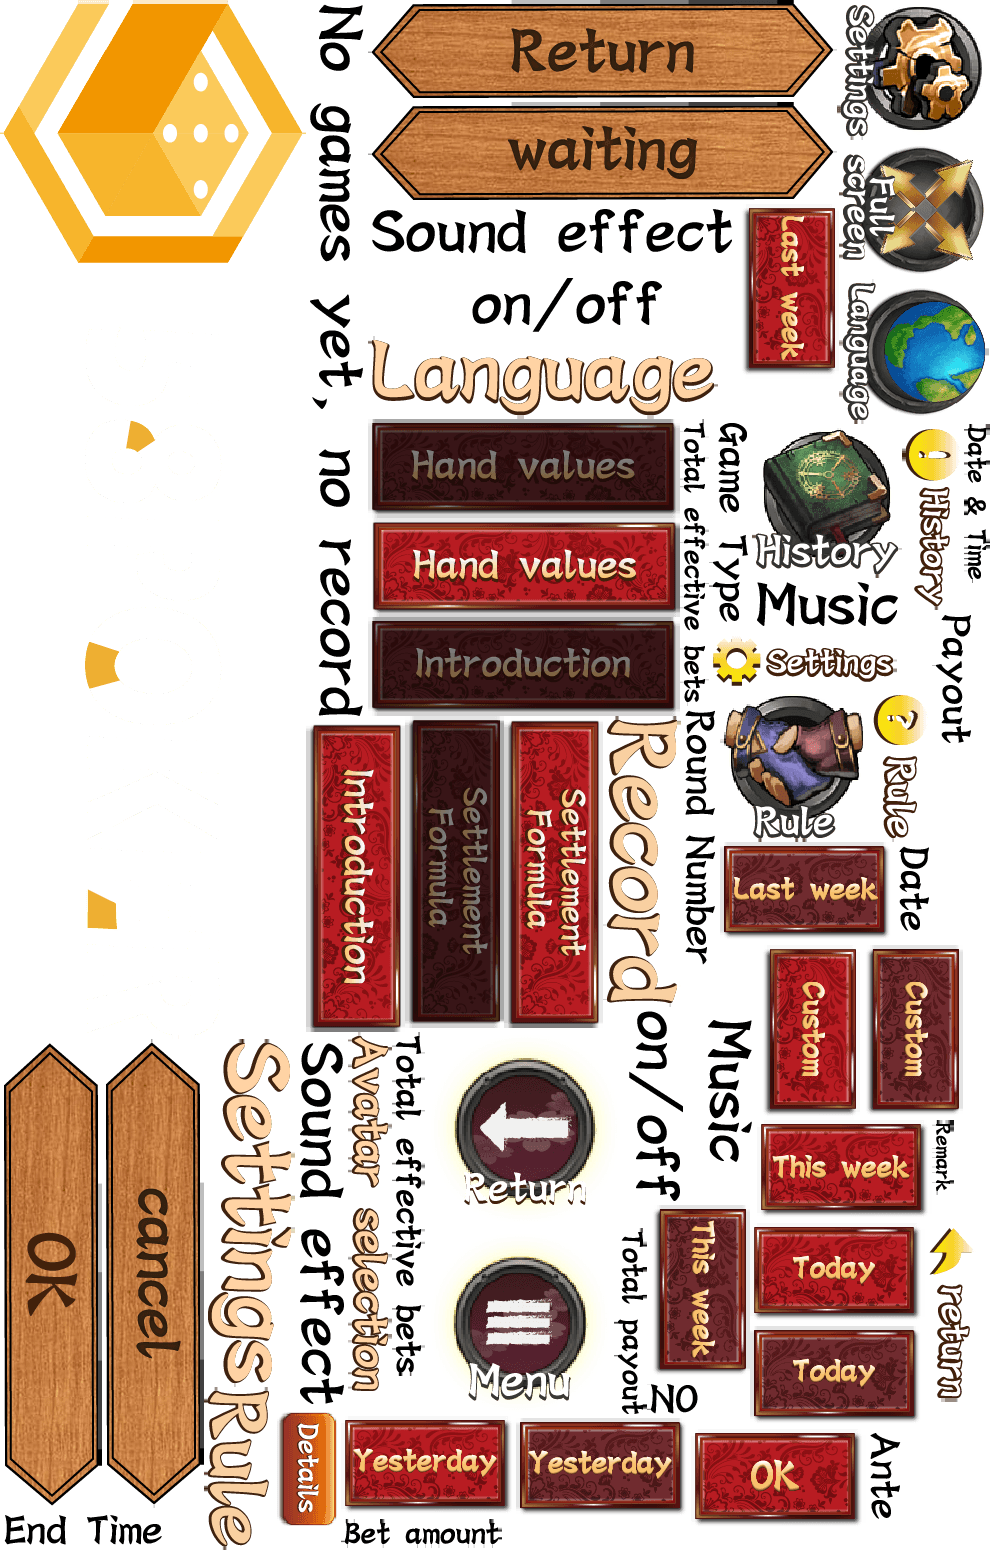 No games yet, no record
Return
waiting
Settings
Full
screen
Language
Sound effect
on/off
Last week
Language
Hand values
Hand values
Introduction
Total effective bets
Game Type
History
Music
Settings
History
Date & Time
Payout
Rule
Rule
Round Number
Record
Introduction
Settlement
Formula
Settlement
Formula
Last week
Date
Custom
Custom
on/off
Music
This week
Remark
OK
cancel
Settings
Rule
Sound effect
Avatar selection
Total effective bets
Return
Menu
Total payout
This week
Today
Today
return
NO
Details
Yesterday
Yesterday
OK
Ante
End Time
Bet amount